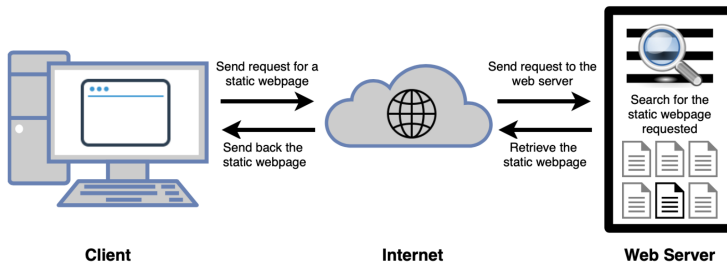 Send request for a
static webpage
Send back the
static webpage
Send request to the
web server
Retrieve the
static webpage
Search for the
static webpage
requested
Client
Internet
Web Server